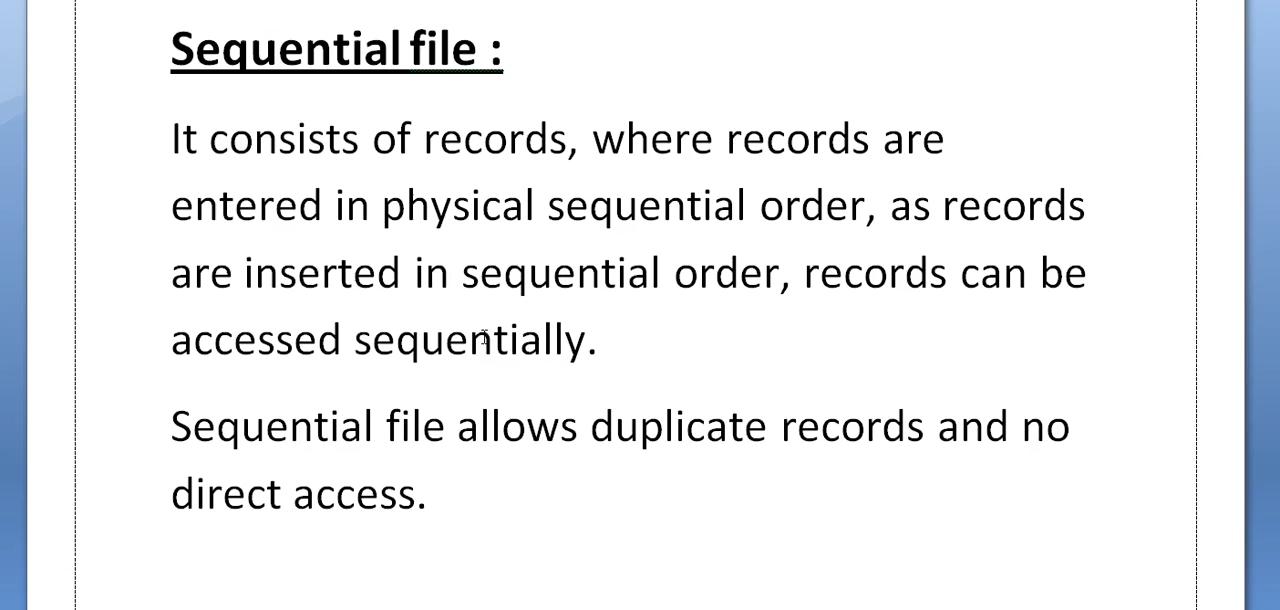 Sequential file :
It consists of records, where records are
entered in physical sequential order, as records
are inserted in sequential order, records can be
accessed sequentially.
Sequential file allows duplicate records and no
direct access.